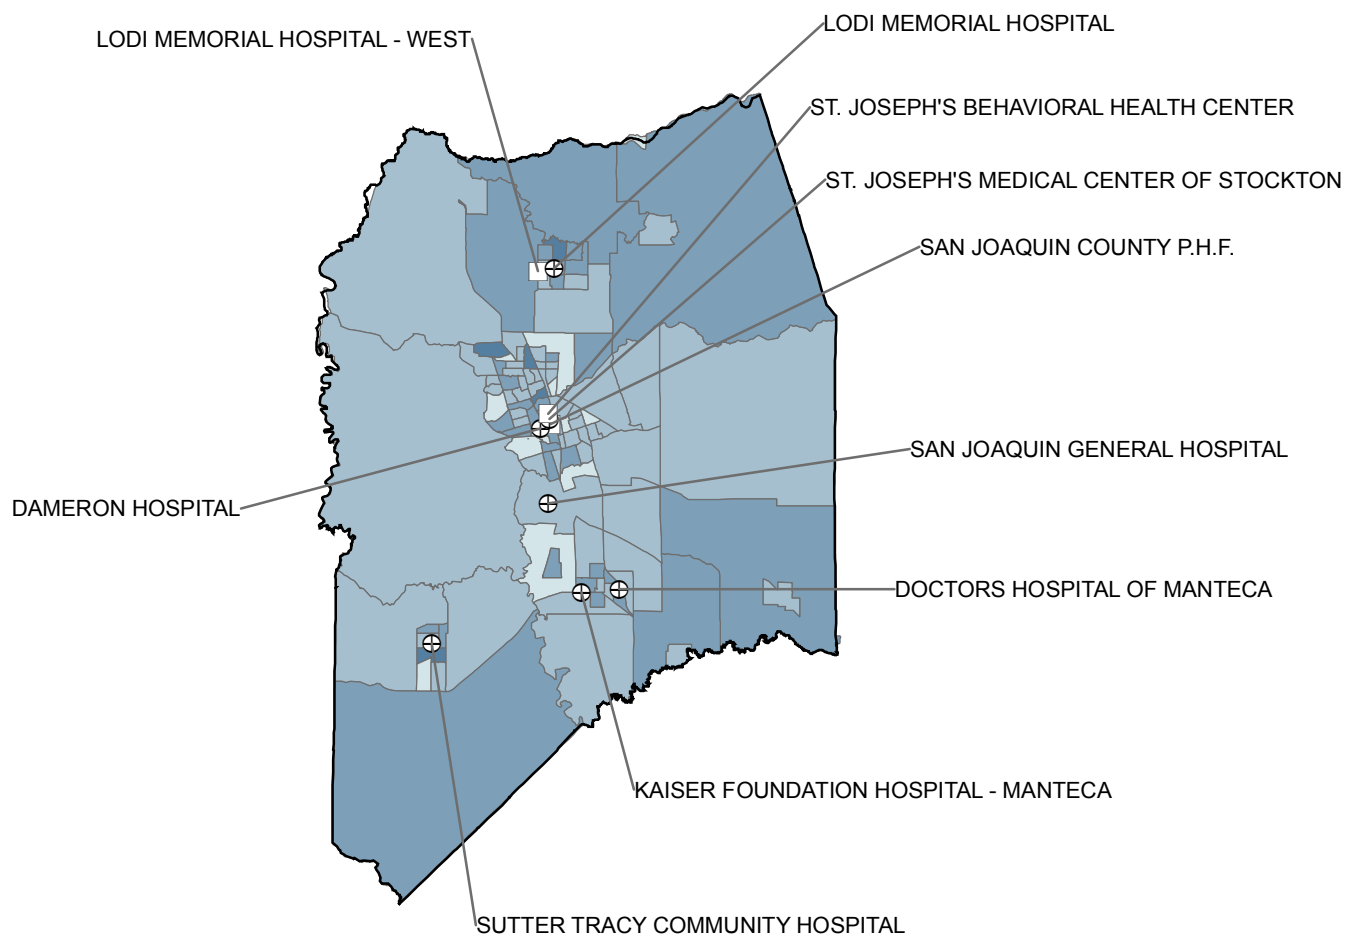 LODI MEMORIAL HOSPITAL
LODI MEMORIAL HOSPITAL - WEST
ST. JOSEPH'S BEHAVIORAL HEALTH CENTER
ST. JOSEPH'S MEDICAL CENTER OF STOCKTON
SAN JOAQUIN COUNTY P.H.F.
SAN JOAQUIN GENERAL HOSPITAL
DAMERON HOSPITAL
DOCTORS HOSPITAL OF MANTECA
KAISER FOUNDATION HOSPITAL - MANTECA
SUTTER TRACY COMMUNITY HOSPITAL